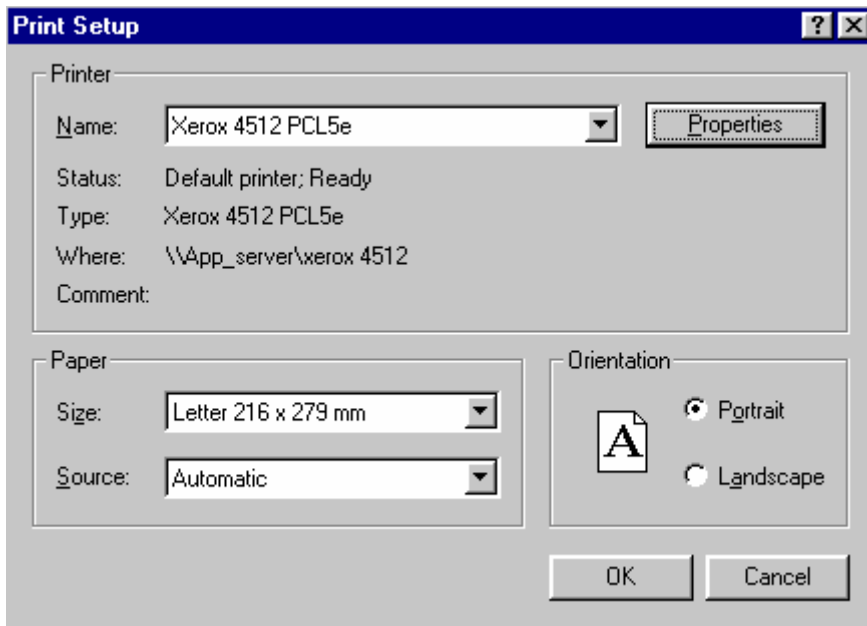 Print Setup
Printer
Name: Xerox 4512 PCL5e Properties
Status: Default printer; Ready
Type: Xerox 4512 PCL5e
Where: \\App_server\xerox 4512
Comment:
Paper
Size: Letter 216 x 279 mm
Source: Automatic
Orientation
A
Portrait
Landscape
OK Cancel